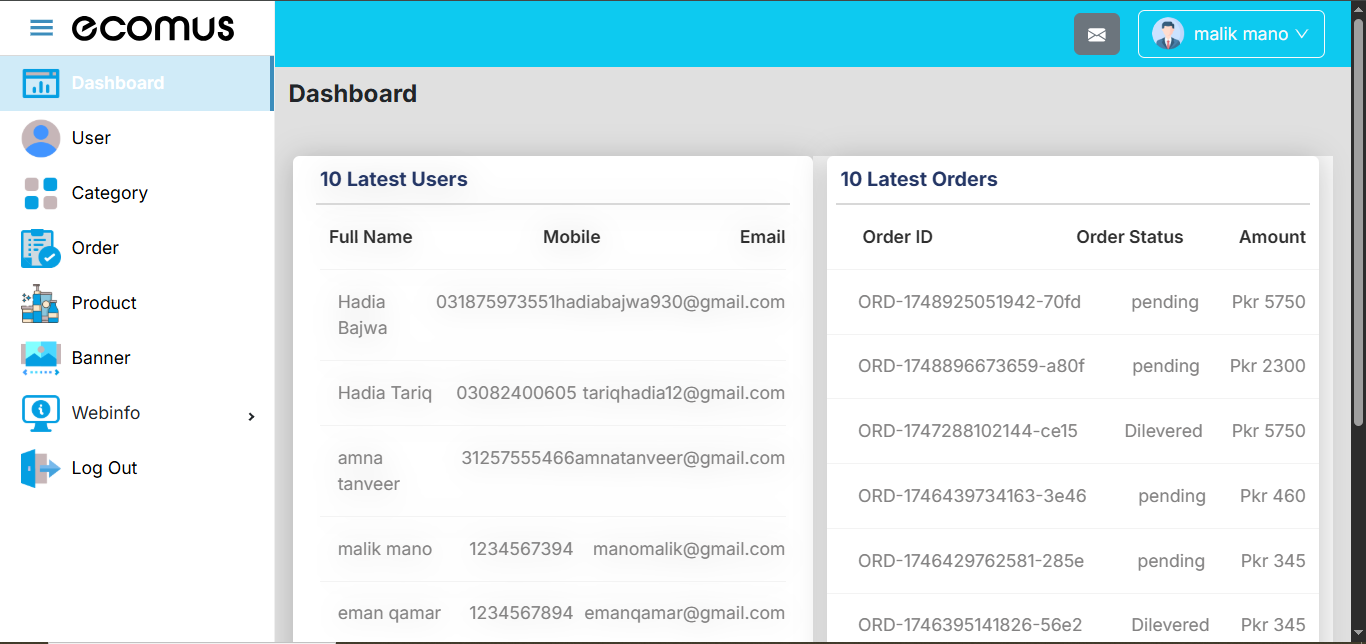 ecomus
malik mano
Dashboard
User
Category
Order
Product
Banner
Webinfo
Log Out
Dashboard
10 Latest Users
Full Name Mobile Email
Hadia Bajwa 031875973551hadiabajwa930@gmail.com
Hadia Tariq 03082400605 tariqhadia12@gmail.com
amna tanveer 31257555466amnatanveer@gmail.com
malik mano 1234567394 manomalik@gmail.com
eman qamar 1234567894 emanqamar@gmail.com
10 Latest Orders
Order ID Order Status Amount
ORD-1748925051942-70fd pending Pkr 5750
ORD-1748896673659-a80f pending Pkr 2300
ORD-1747288102144-ce15 Dilevered Pkr 5750
ORD-1746439734163-3e46 pending Pkr 460
ORD-1746429762581-285e pending Pkr 345
ORD-1746395141826-56e2 Dilevered Pkr 345